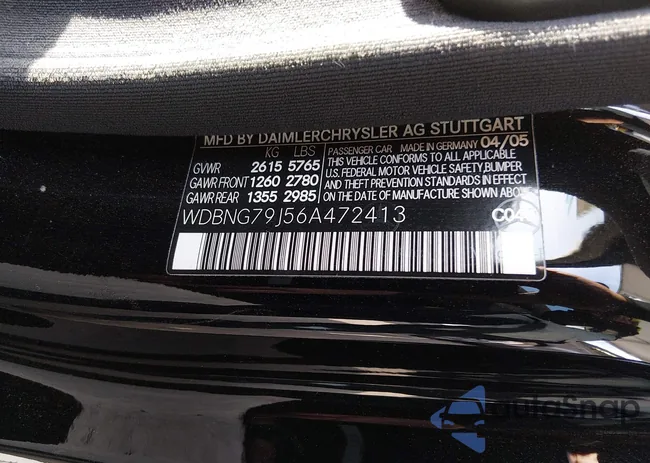 MFD BY DAIMLERCHRYSLER AG STUTTGART
KG LBS
GVWR 2615 5765
GAWR FRONT 1260 2780
GAWR REAR 1355 2985
PASSENGER CAR MADE IN GERMANY 04/05
THIS VEHICLE CONFORMS TO ALL APPLICABLE
U.S. FEDERAL MOTOR VEHICLE SAFETY, BUMPER
AND THEFT PREVENTION STANDARDS IN EFFECT
ON THE DATE OF MANUFACTURE SHOWN ABOVE
WDBNG79J56A472413
autoSnap